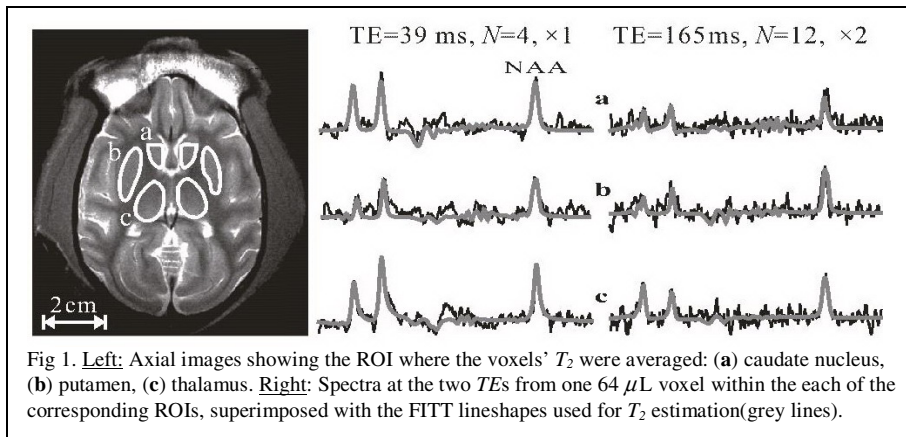 TE=39 ms, N=4, ×1 TE=165ms, N=12, ×2
NAA
a
a
b
b
c
c
2 cm
Fig 1. Left: Axial images showing the ROI where the voxels' T2 were averaged: (a) caudate nucleus,
(b) putamen, (c) thalamus. Right: Spectra at the two TEs from one 64 μL voxel within the each of the
corresponding ROIs, superimposed with the FITT lineshapes used for T2 estimation(grey lines).